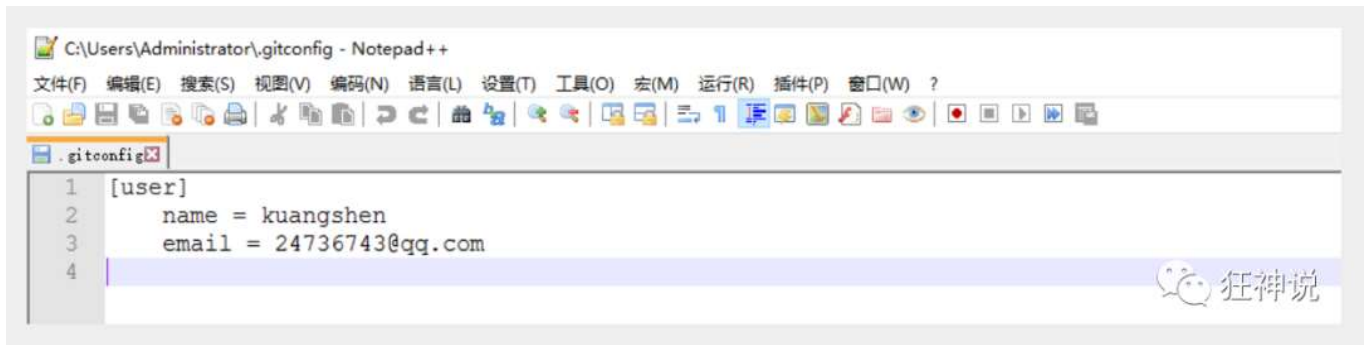 C:\Users\Administrator\.gitconfig - Notepad++
文件(F) 编辑(E) 搜索(S) 视图(V) 编码(N) 语言(L) 设置(T) 工具(O) 宏(M) 运行(R) 插件(P) 窗口(W) ?
.gitconfig
1 [user]
2 name = kuangshen
3 email = 24736743@qq.com
4
狂神说